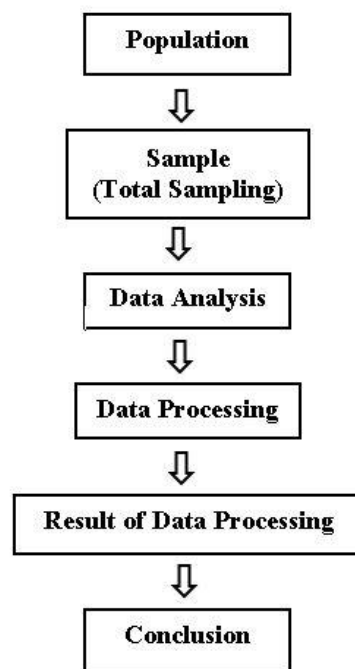 Population
Sample
(Total Sampling)
Data Analysis
Data Processing
Result of Data Processing
Conclusion